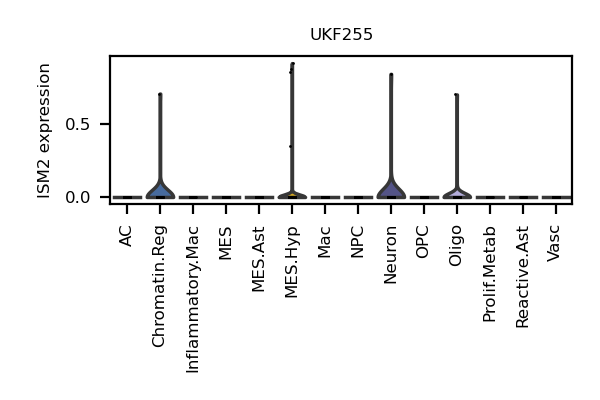 UKF255
ISM2 expression
0.5
0.0
AC
Chromatin.Reg
Inflammatory.Mac
MES
MES.Ast
MES.Hyp
Mac
NPC
Neuron
OPC
Oligo
Prolif.Metab
Reactive.Ast
Vasc